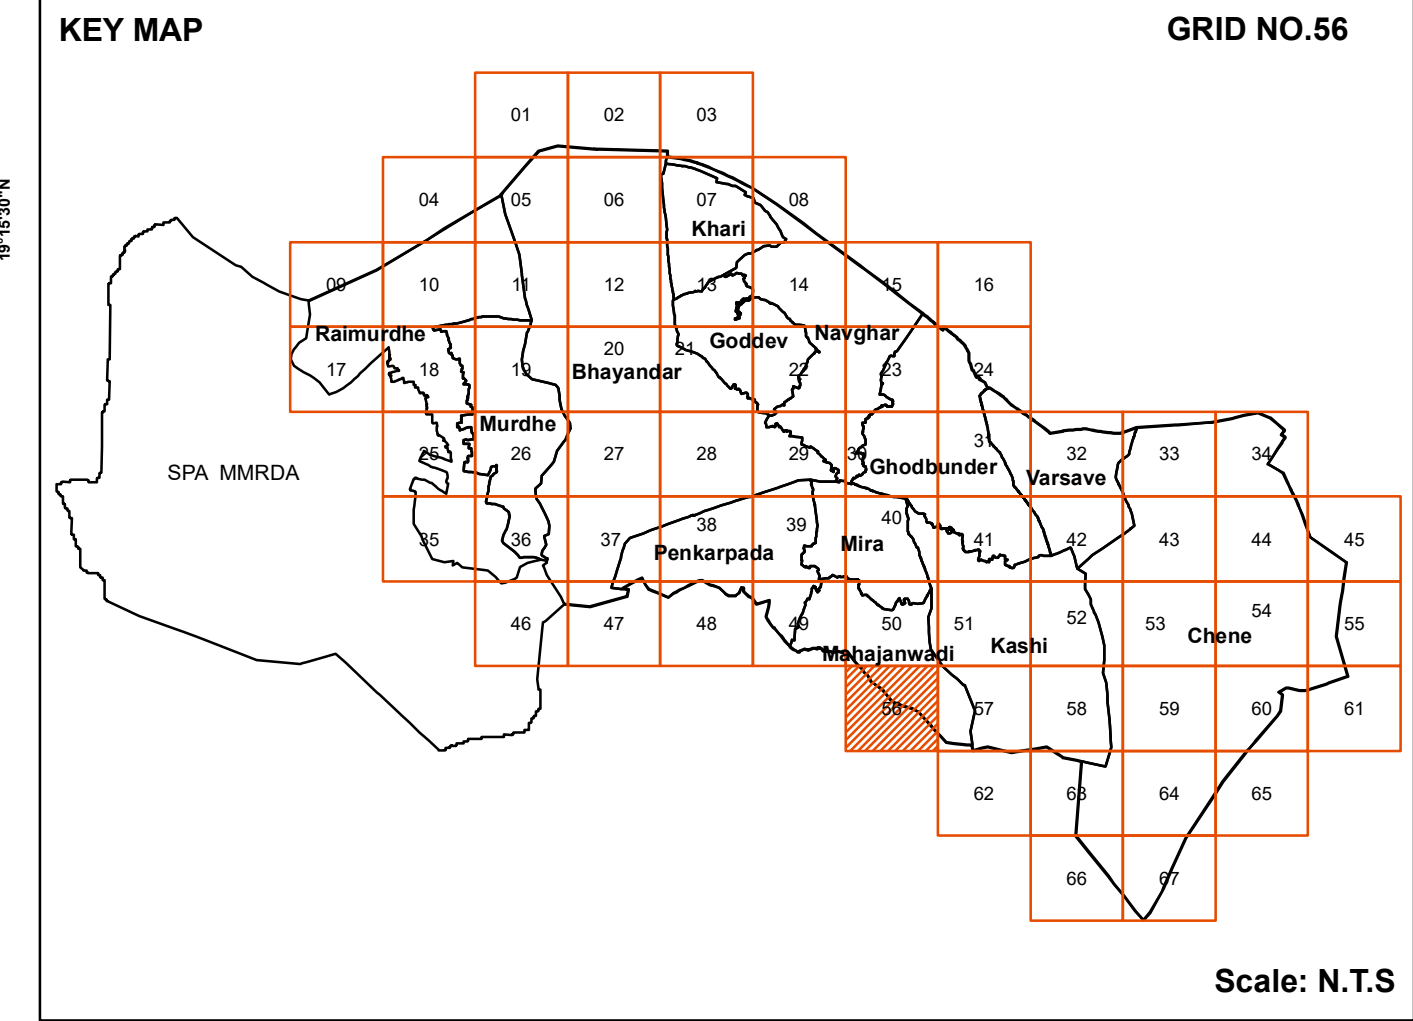 KEY MAP
GRID NO.56
19°15'30"N
01 02 03
04 05 06 07 08
Khari
09 10 11 12 13 14 15 16
Raimurdhe
Goddev
Navghar
17 18 19 20 21 22 23 24
Bhayandar
Murdhe
25 26 27 28 29 30 31 32 33 34
Ghodbunder
Varsave
SPA MMRDA
35 36 37 38 39 40 41 42 43 44 45
Penkarpada
Mira
46 47 48 49 50 51 52 53 54 55
Mahajanwadi
Kashi
Chene
56 57 58 59 60 61
62 63 64 65
66 67
Scale: N.T.S